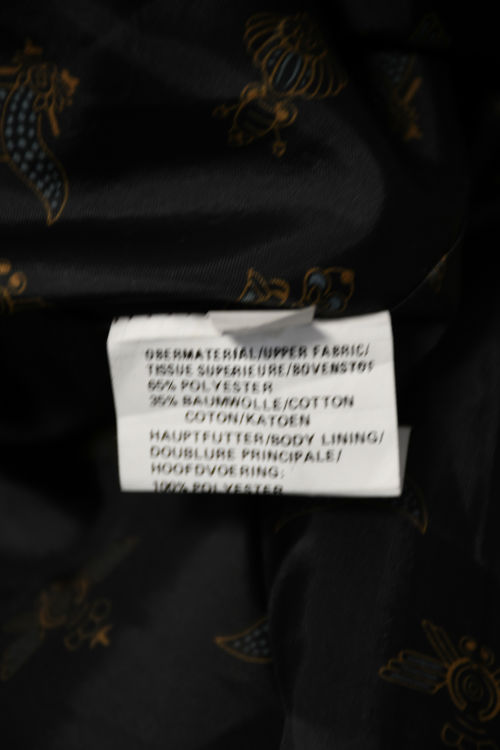 OBERMATERIAL/UPPER FABRIC/
TISSUE SUPERIEURE/BOVENSTOF
65% POLYESTER
35% BAUMWOLLE/COTTON
COTON/KATOEN
HAUPTFUTTER/BODY LINING/
DOUBLURE PRINCIPALE/
HOOFDVOERING:
100% POLYESTER